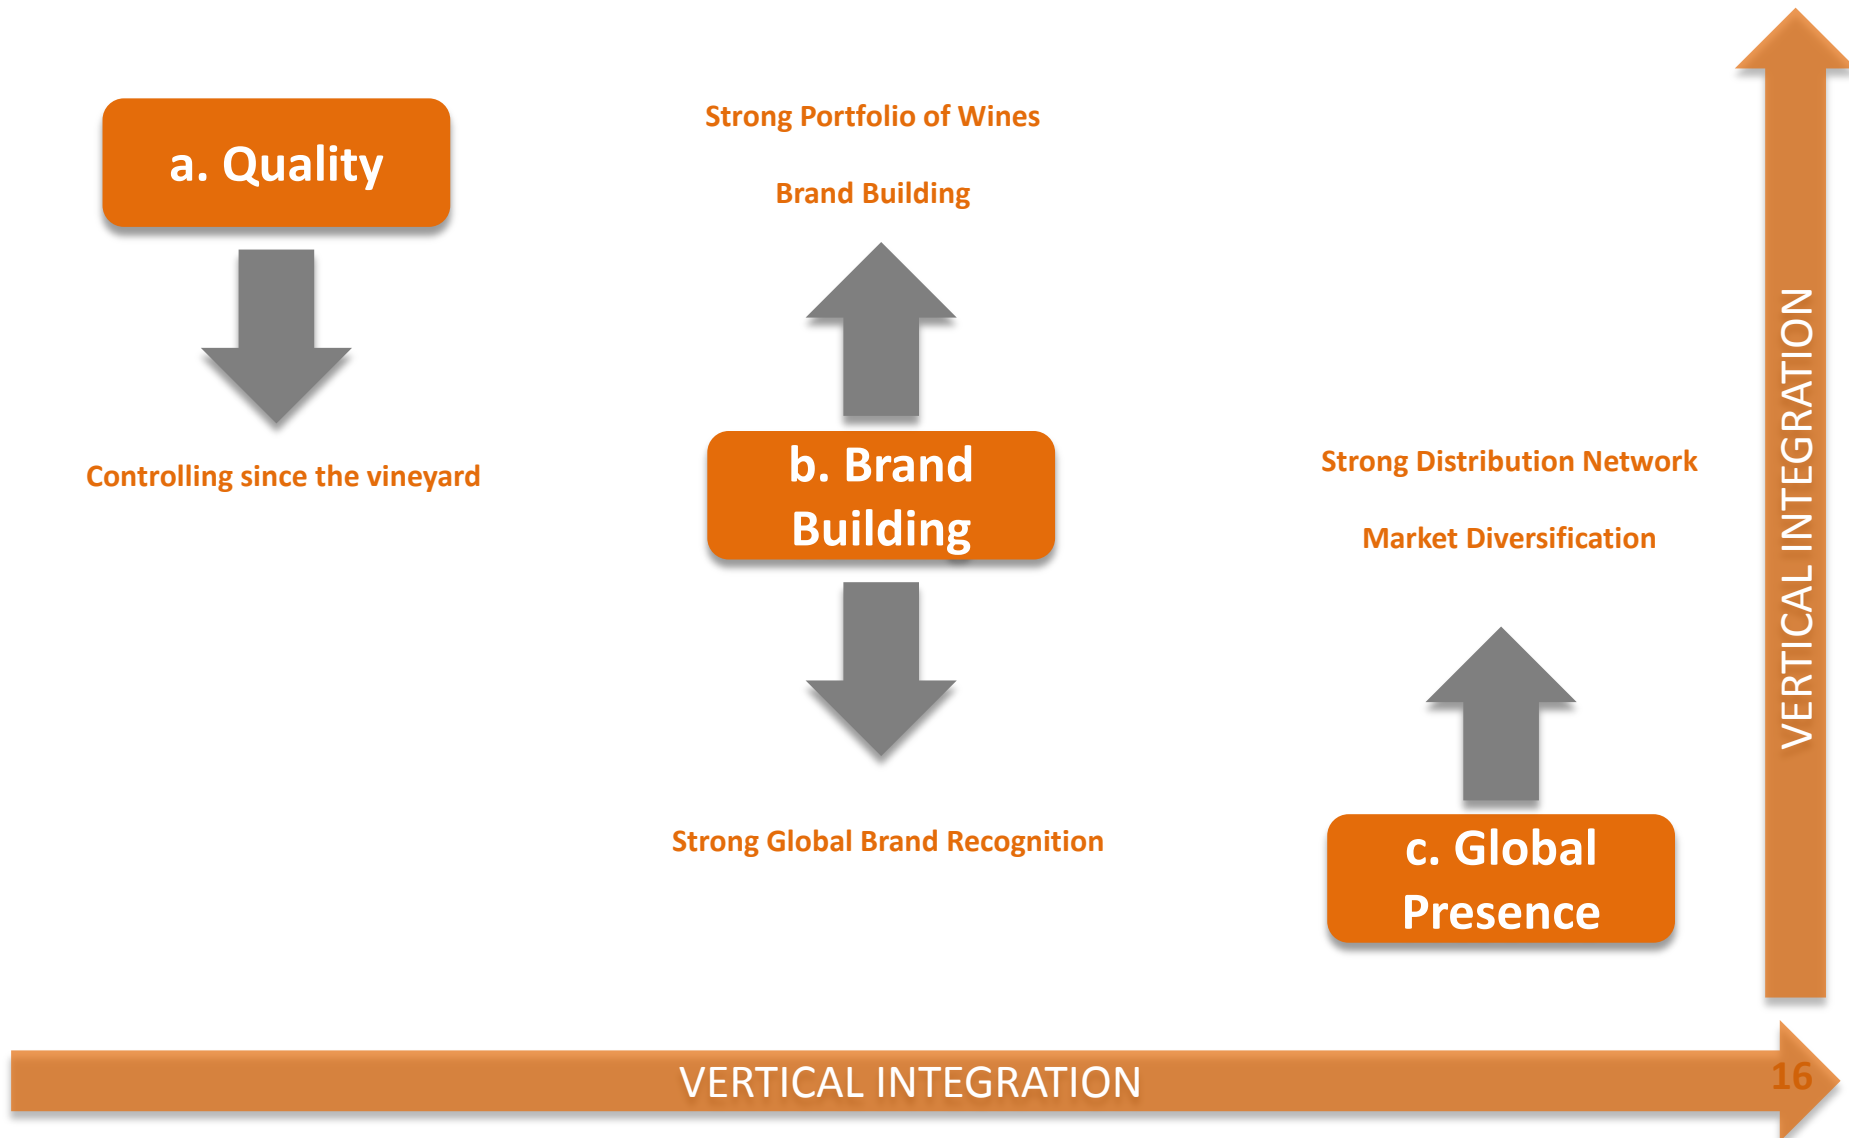 a. Quality
Controlling since the vineyard
Strong Portfolio of Wines
Brand Building
b. Brand
Building
Strong Global Brand Recognition
Strong Distribution Network
Market Diversification
c. Global
Presence
VERTICAL INTEGRATION
VERTICAL INTEGRATION
16